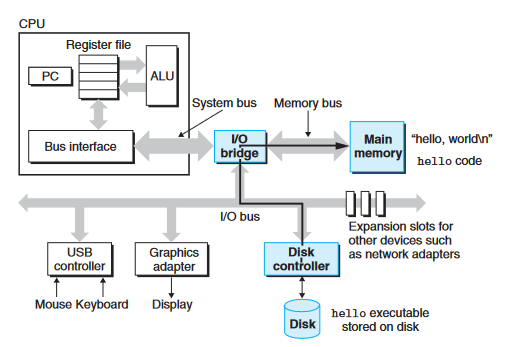 CPU
Register file
PC
ALU
System bus
Memory bus
Bus interface
I/O
bridge
Main
memory
"hello, world\n"
hello code
I/O bus
Expansion slots for
other devices such
as network adapters
USB
controller
Graphics
adapter
Disk
controller
Mouse Keyboard
Display
Disk
hello executable
stored on disk